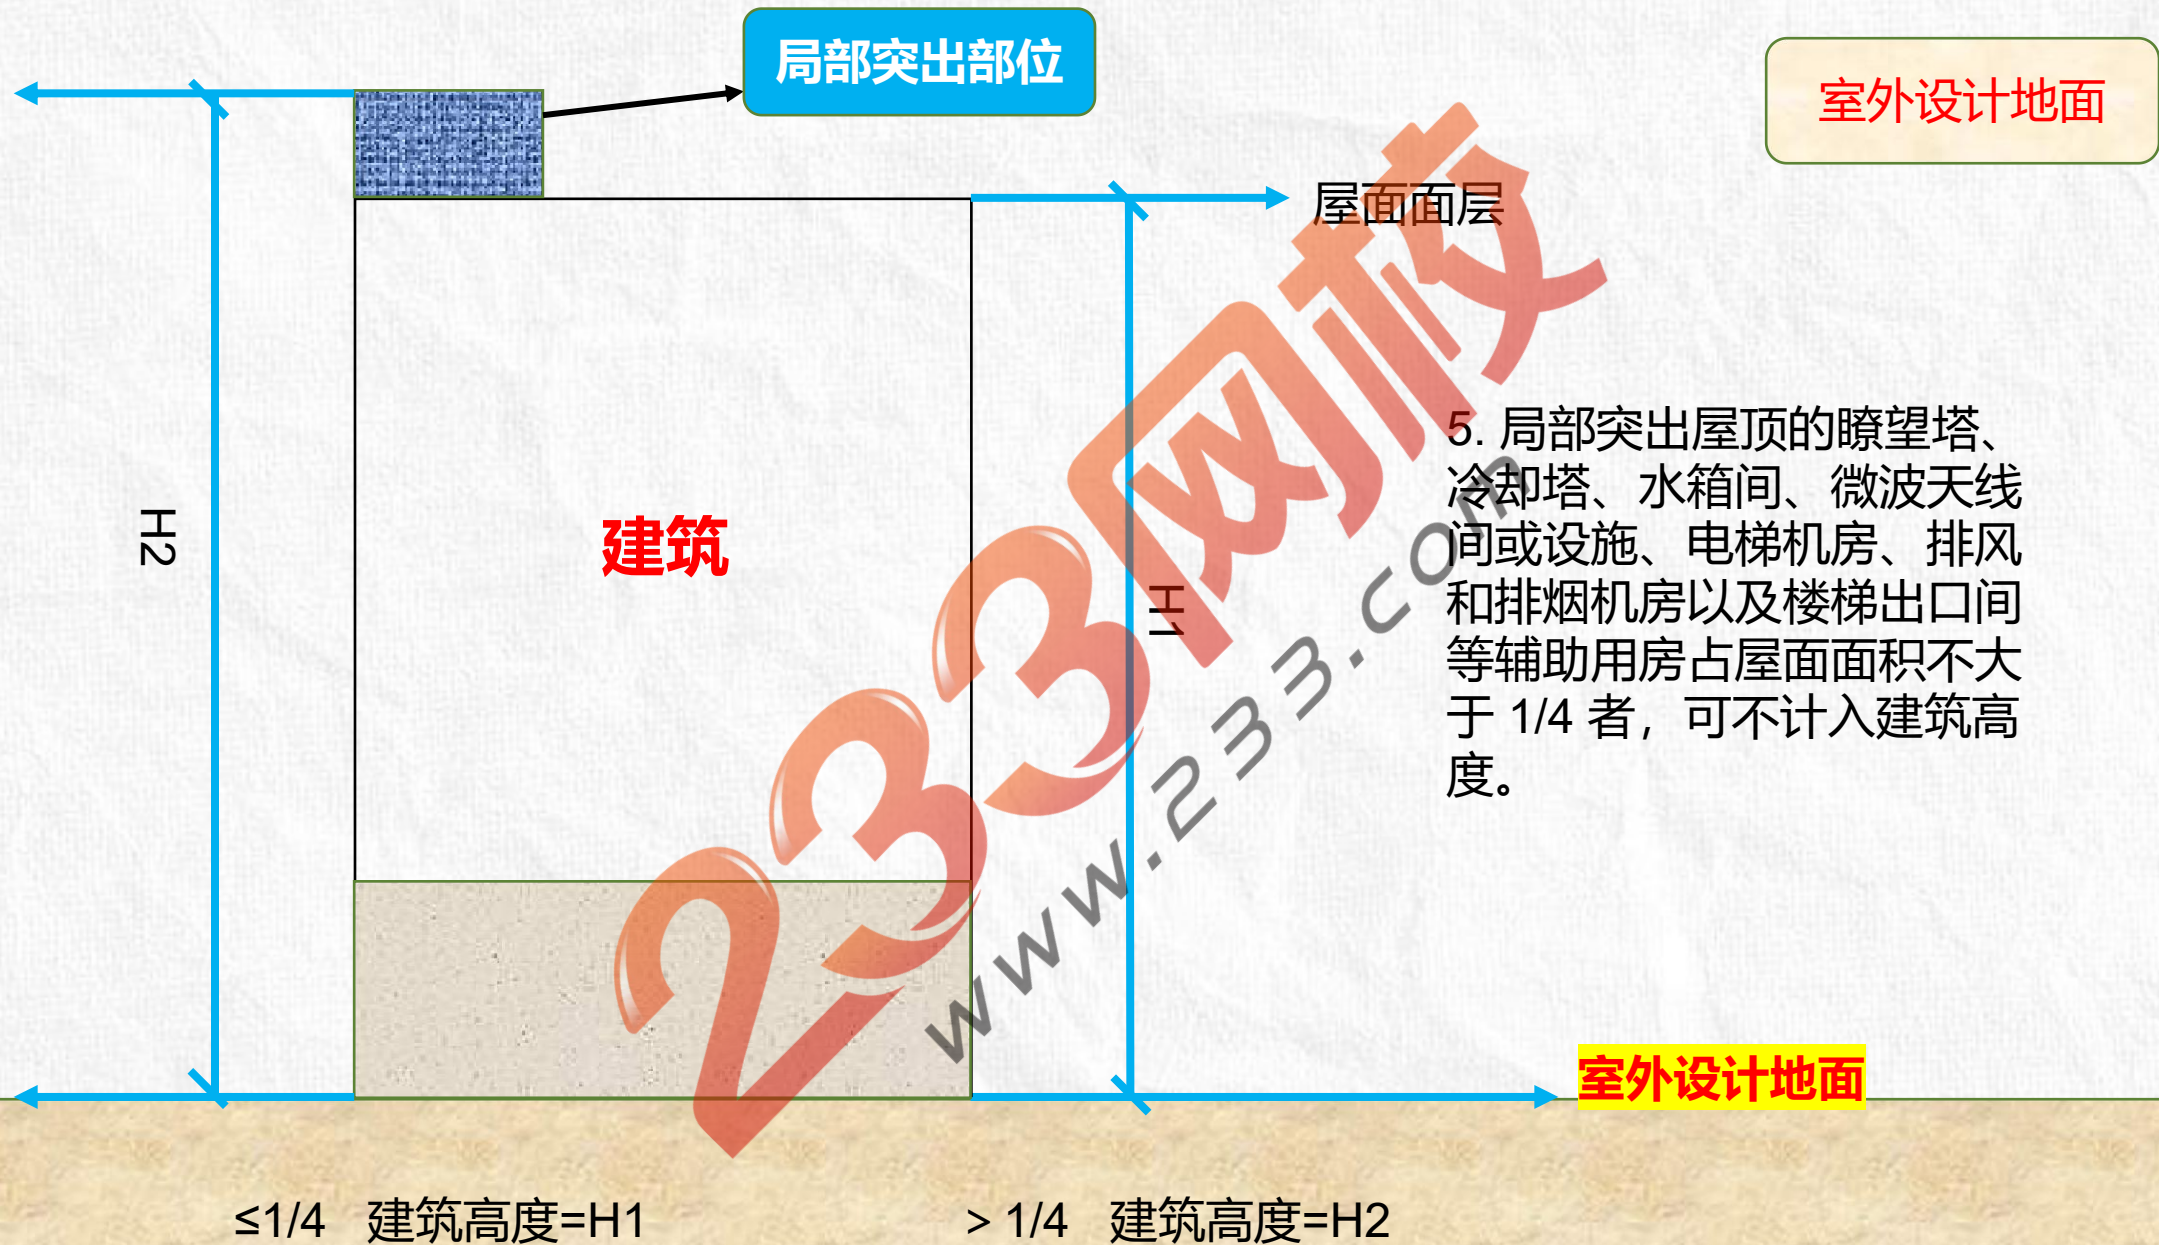 局部突出部位
室外设计地面
屋面面层
5. 局部突出屋顶的瞭望塔、
冷却塔、水箱间、微波天线
间或设施、电梯机房、排风
和排烟机房以及楼梯出口间
等辅助用房占屋面面积不大
于 1/4 者，可不计入建筑高
度。
H2
建筑
H1
233网校
www.233.com
室外设计地面
≤1/4 建筑高度=H1
＞1/4 建筑高度=H2